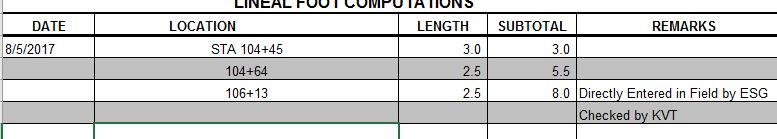 LINEAL FOOT COMPUTATIONS
DATE LOCATION LENGTH SUBTOTAL REMARKS
8/5/2017 STA 104+45 3.0 3.0
104+64 2.5 5.5
106+13 2.5 8.0 Directly Entered in Field by ESG
Checked by KVT